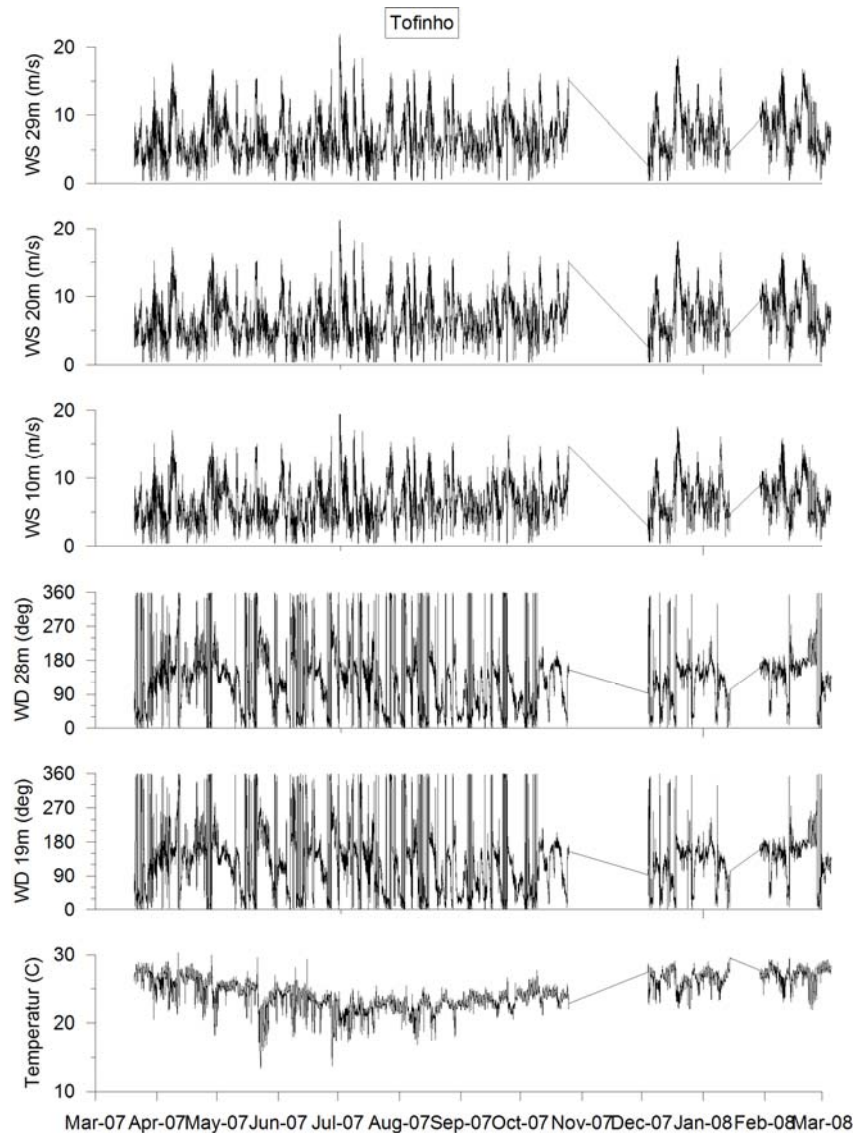 Tofinho
WS 29m (m/s)
20
10
0
WS 20m (m/s)
20
10
0
WS 10m (m/s)
20
10
0
WD 28m (deg)
360
270
180
90
0
WD 19m (deg)
360
270
180
90
0
Temperatur (C)
30
20
10
Mar-07 Apr-07 May-07 Jun-07 Jul-07 Aug-07 Sep-07 Oct-07 Nov-07 Dec-07 Jan-08 Feb-08 Mar-08